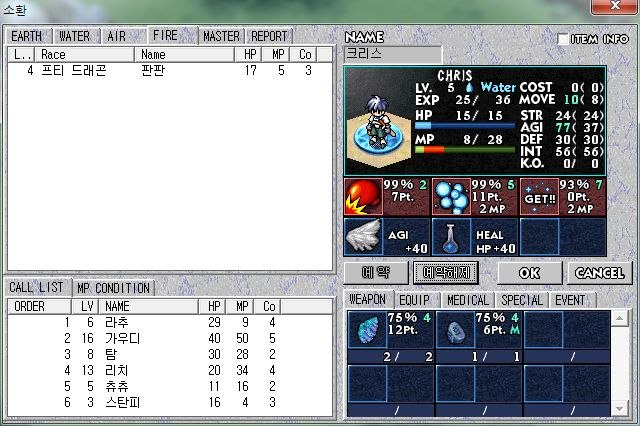 소환
EARTH WATER AIR FIRE MASTER REPORT
L.. Race Name HP MP Co
4 프티 드래곤 판판 17 5 3
NAME
ITEM INFO
크리스
CHRIS
LV. 5 Water
EXP 25/ 36
HP 15/ 15
MP 8/ 28
COST 0( 0)
MOVE 10( 8)
STR 24( 24)
AGI 77( 37)
DEF 30( 30)
INT 56( 56)
K.O. 0/ 0
99% 2
7Pt.
99% 5
11Pt.
2MP
GET!!
93% 7
0Pt.
2MP
AGI
+40
HEAL
HP+40
예 약 예약해제 OK CANCEL
CALL LIST MP CONDITION
ORDER LV NAME HP MP Co
1 6 라추 29 9 4
2 16 가우디 40 50 5
3 8 탐 30 28 2
4 13 리치 20 34 4
5 5 츄츄 11 16 2
6 3 스탄피 16 4 3
WEAPON EQUIP MEDICAL SPECIAL EVENT
75% 4
12Pt.
2/ 2
75% 4
6Pt. M
1/ 1
/
/ / /